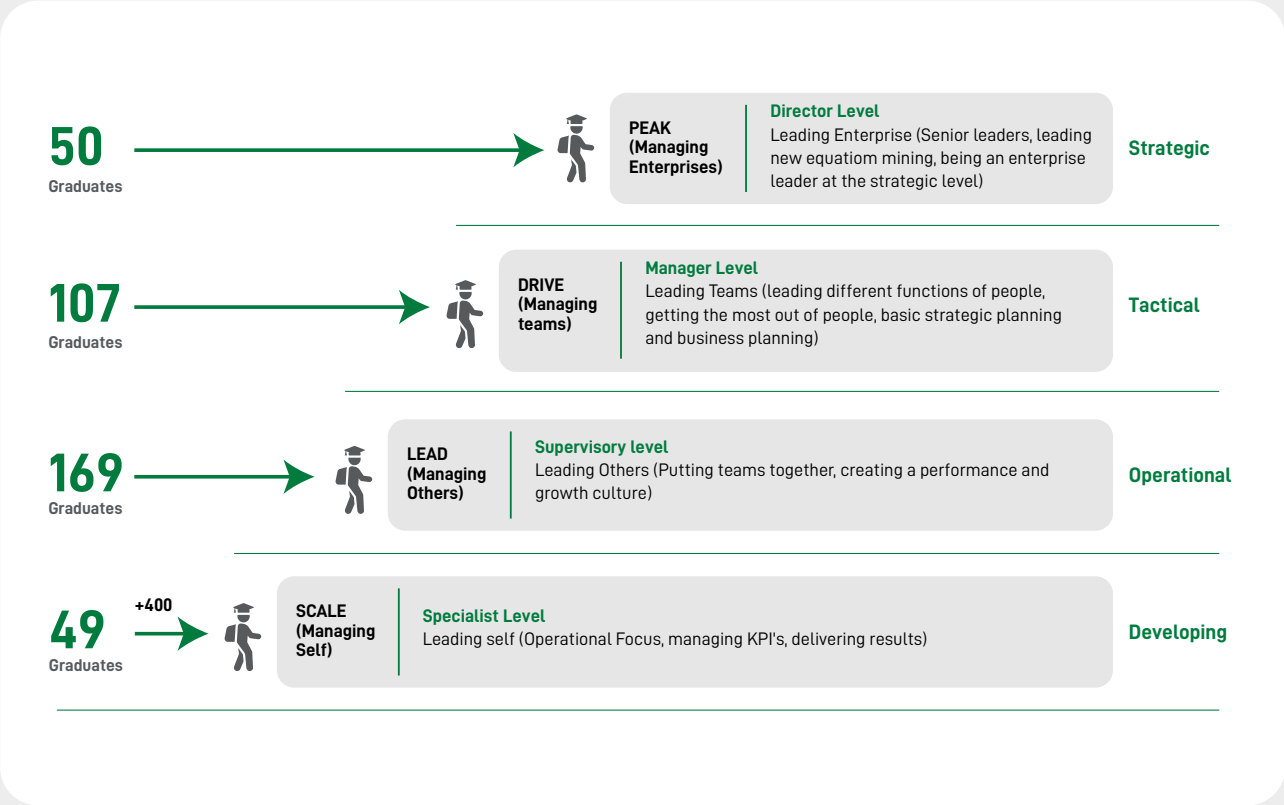 50
Graduates
PEAK
(Managing
Enterprises)
Director Level
Leading Enterprise (Senior leaders, leading
new equatiom mining, being an enterprise
leader at the strategic level)
Strategic
107
Graduates
DRIVE
(Managing
teams)
Manager Level
Leading Teams (leading different functions of people,
getting the most out of people, basic strategic planning
and business planning)
Tactical
169
Graduates
LEAD
(Managing
Others)
Supervisory level
Leading Others (Putting teams together, creating a performance and
growth culture)
Operational
49
Graduates
+400
SCALE
(Managing
Self)
Specialist Level
Leading self (Operational Focus, managing KPI's, delivering results)
Developing